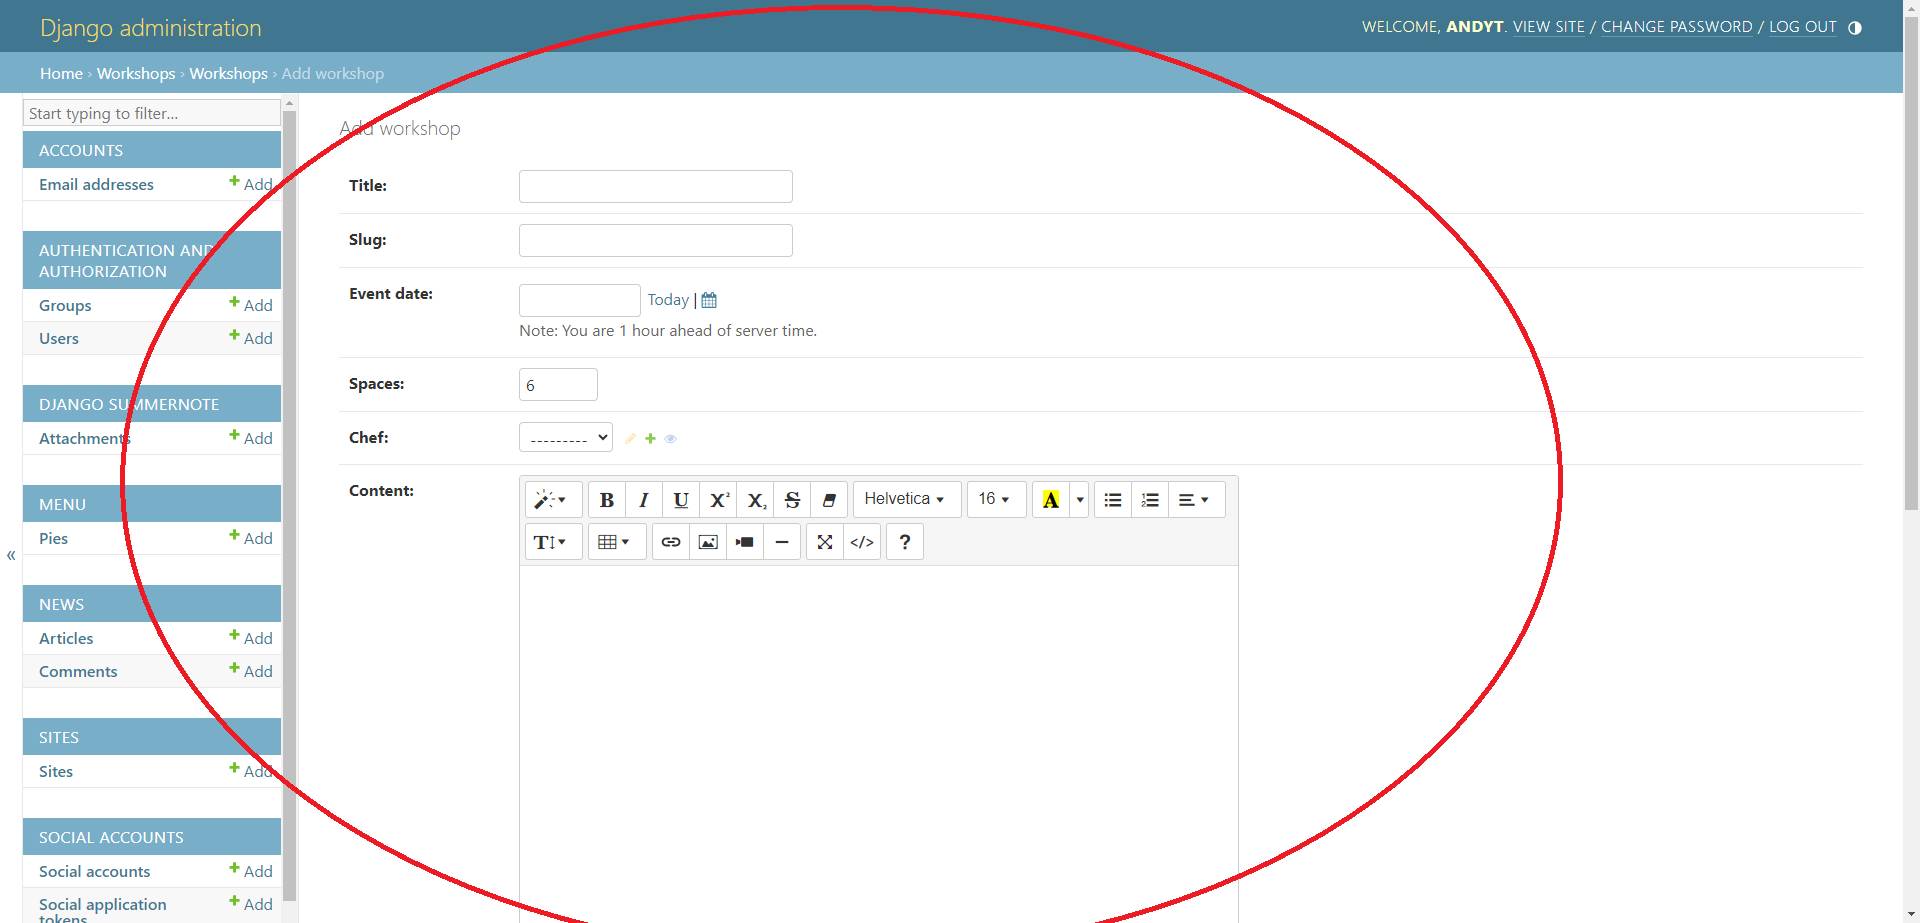 Django administration
WELCOME, ANDYT. VIEW SITE / CHANGE PASSWORD / LOG OUT
Home › Workshops › Workshops › Add workshop
Start typing to filter...
ACCOUNTS
Email addresses + Add
AUTHENTICATION AND
AUTHORIZATION
Groups + Add
Users + Add
DJANGO SUMMERNOTE
Attachments + Add
MENU
Pies + Add
NEWS
Articles + Add
Comments + Add
SITES
Sites + Add
SOCIAL ACCOUNTS
Social accounts + Add
Social application + Add
tokens
«
Add workshop
Title:
Slug:
Event date:
Today |
Note: You are 1 hour ahead of server time.
Spaces: 6
Chef: ---------
Content:
B I U X² X₂ S Helvetica 16 A
T </> ?